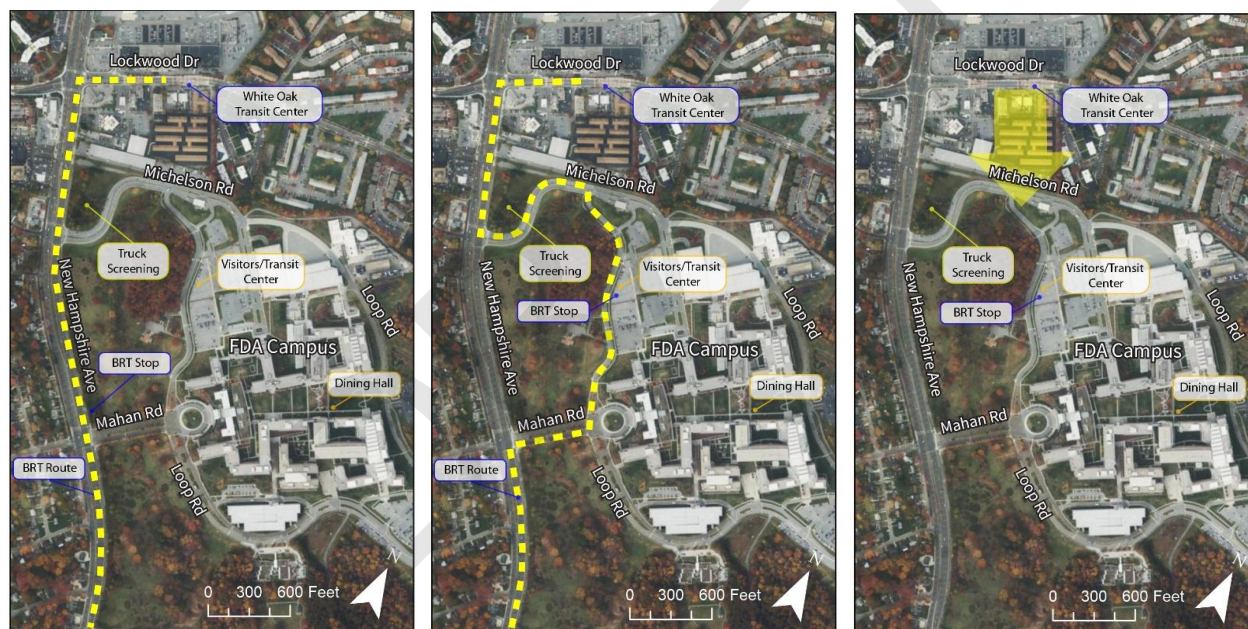 Lockwood Dr
White Oak
Transit Center
Michelson Rd
Truck
Screening
Visitors/Transit
Center
New Hampshire Ave
Loop Rd
BRT Stop
FDA Campus
Dining Hall
Mahan Rd
BRT Route
Loop Rd
N
0 300 600 Feet
Lockwood Dr
White Oak
Transit Center
Michelson Rd
Truck
Screening
Visitors/Transit
Center
New Hampshire Ave
BRT Stop
Loop Rd
FDA Campus
Dining Hall
Mahan Rd
BRT Route
Loop Rd
N
0 300 600 Feet
Lockwood Dr
White Oak
Transit Center
Michelson Rd
Truck
Screening
Visitors/Transit
Center
New Hampshire Ave
BRT Stop
Loop Rd
FDA Campus
Dining Hall
Mahan Rd
Loop Rd
N
0 300 600 Feet